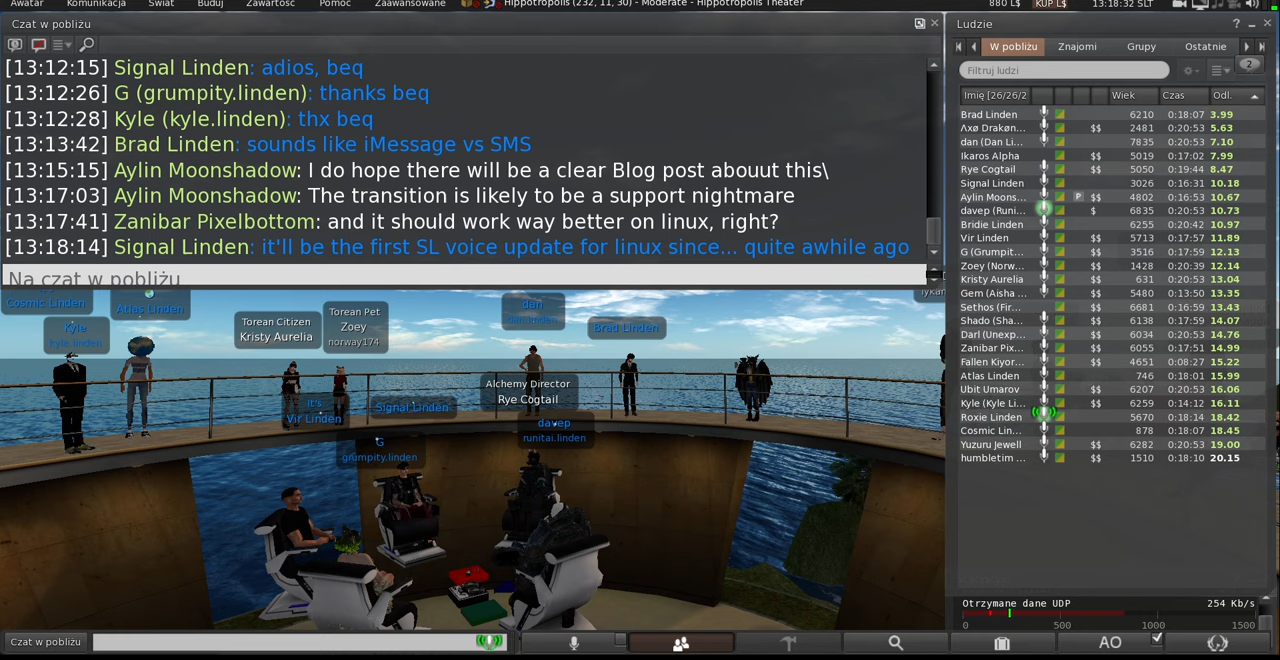 Awatar Komunikacja Świat Buduj Zawartość Pomoc Zaawansowane Hippotropolis (232, 11, 30) - Moderate - Hippotropolis Theater 880 L$ KUP L$ 13:18:32 SLT
Czat w pobliżu
[13:12:15] Signal Linden: adios, beq
[13:12:26] G (grumpity.linden): thanks beq
[13:12:28] Kyle (kyle.linden): thx beq
[13:13:42] Brad Linden: sounds like iMessage vs SMS
[13:15:15] Aylin Moonshadow: I do hope there will be a clear Blog post abouut this\
[13:17:03] Aylin Moonshadow: The transition is likely to be a support nightmare
[13:17:41] Zanibar Pixelbottom: and it should work way better on linux, right?
[13:18:14] Signal Linden: it'll be the first SL voice update for linux since... quite awhile ago
Na czat w pobliżu
Cosmic Linden
Atlas Linden
Kyle
kyle.linden
Torean Citizen
Kristy Aurelia
Torean Pet
Zoey
norway174
dan
dan.linden
Brad Linden
Alchemy Director
Rye Cogtail
It's
Vir Linden
Signal Linden
G
grumpity.linden
davep
runitai.linden
Czat w pobliżu
Ludzie
?
W pobliżu Znajomi Grupy Ostatnie
Filtruj ludzi
2
Imię [26/26/2 Wiek Czas Odl.
Brad Linden 6210 0:18:07 3.99
Λxø Drakøn... $$ 2481 0:20:53 5.63
dan (Dan Li... 7835 0:20:53 7.10
Ikaros Alpha $$ 5019 0:17:02 7.99
Rye Cogtail $$ 5050 0:19:44 8.47
Signal Linden 3026 0:16:31 10.18
Aylin Moons... P $$ 4802 0:16:59 10.67
davep (Runi... $ 6835 0:20:53 10.73
Bridie Linden 6255 0:20:42 10.97
Vir Linden $$ 5713 0:17:57 11.89
G (Grumpit... $$ 3516 0:16:59 12.13
Zoey (Norw... $$ 1428 0:20:39 12.14
Kristy Aurelia $$ 631 0:20:53 13.04
Gem (Aisha ... $$ 5480 0:13:50 13.35
Sethos (Fir... $$ 6681 0:16:59 13.43
Shado (Sha... $$ 6138 0:17:59 14.07
Darl (Unexp... $$ 6034 0:20:53 14.76
Zanibar Pix... $$ 6055 0:17:51 14.99
Fallen Kiyor... $$ 4651 0:08:27 15.22
Atlas Linden 746 0:18:01 15.99
Ubit Umarov $$ 6207 0:20:53 16.06
Kyle (Kyle Li... $$ 6259 0:14:12 16.11
Roxie Linden 5670 0:18:14 18.42
Cosmic Lin... 878 0:18:07 18.45
Yuzuru Jewell $$ 6282 0:20:53 19.00
humbletim ... $$ 1510 0:18:10 20.15
Otrzymane dane UDP 254 Kb/s
0 500 1000 1500
AO